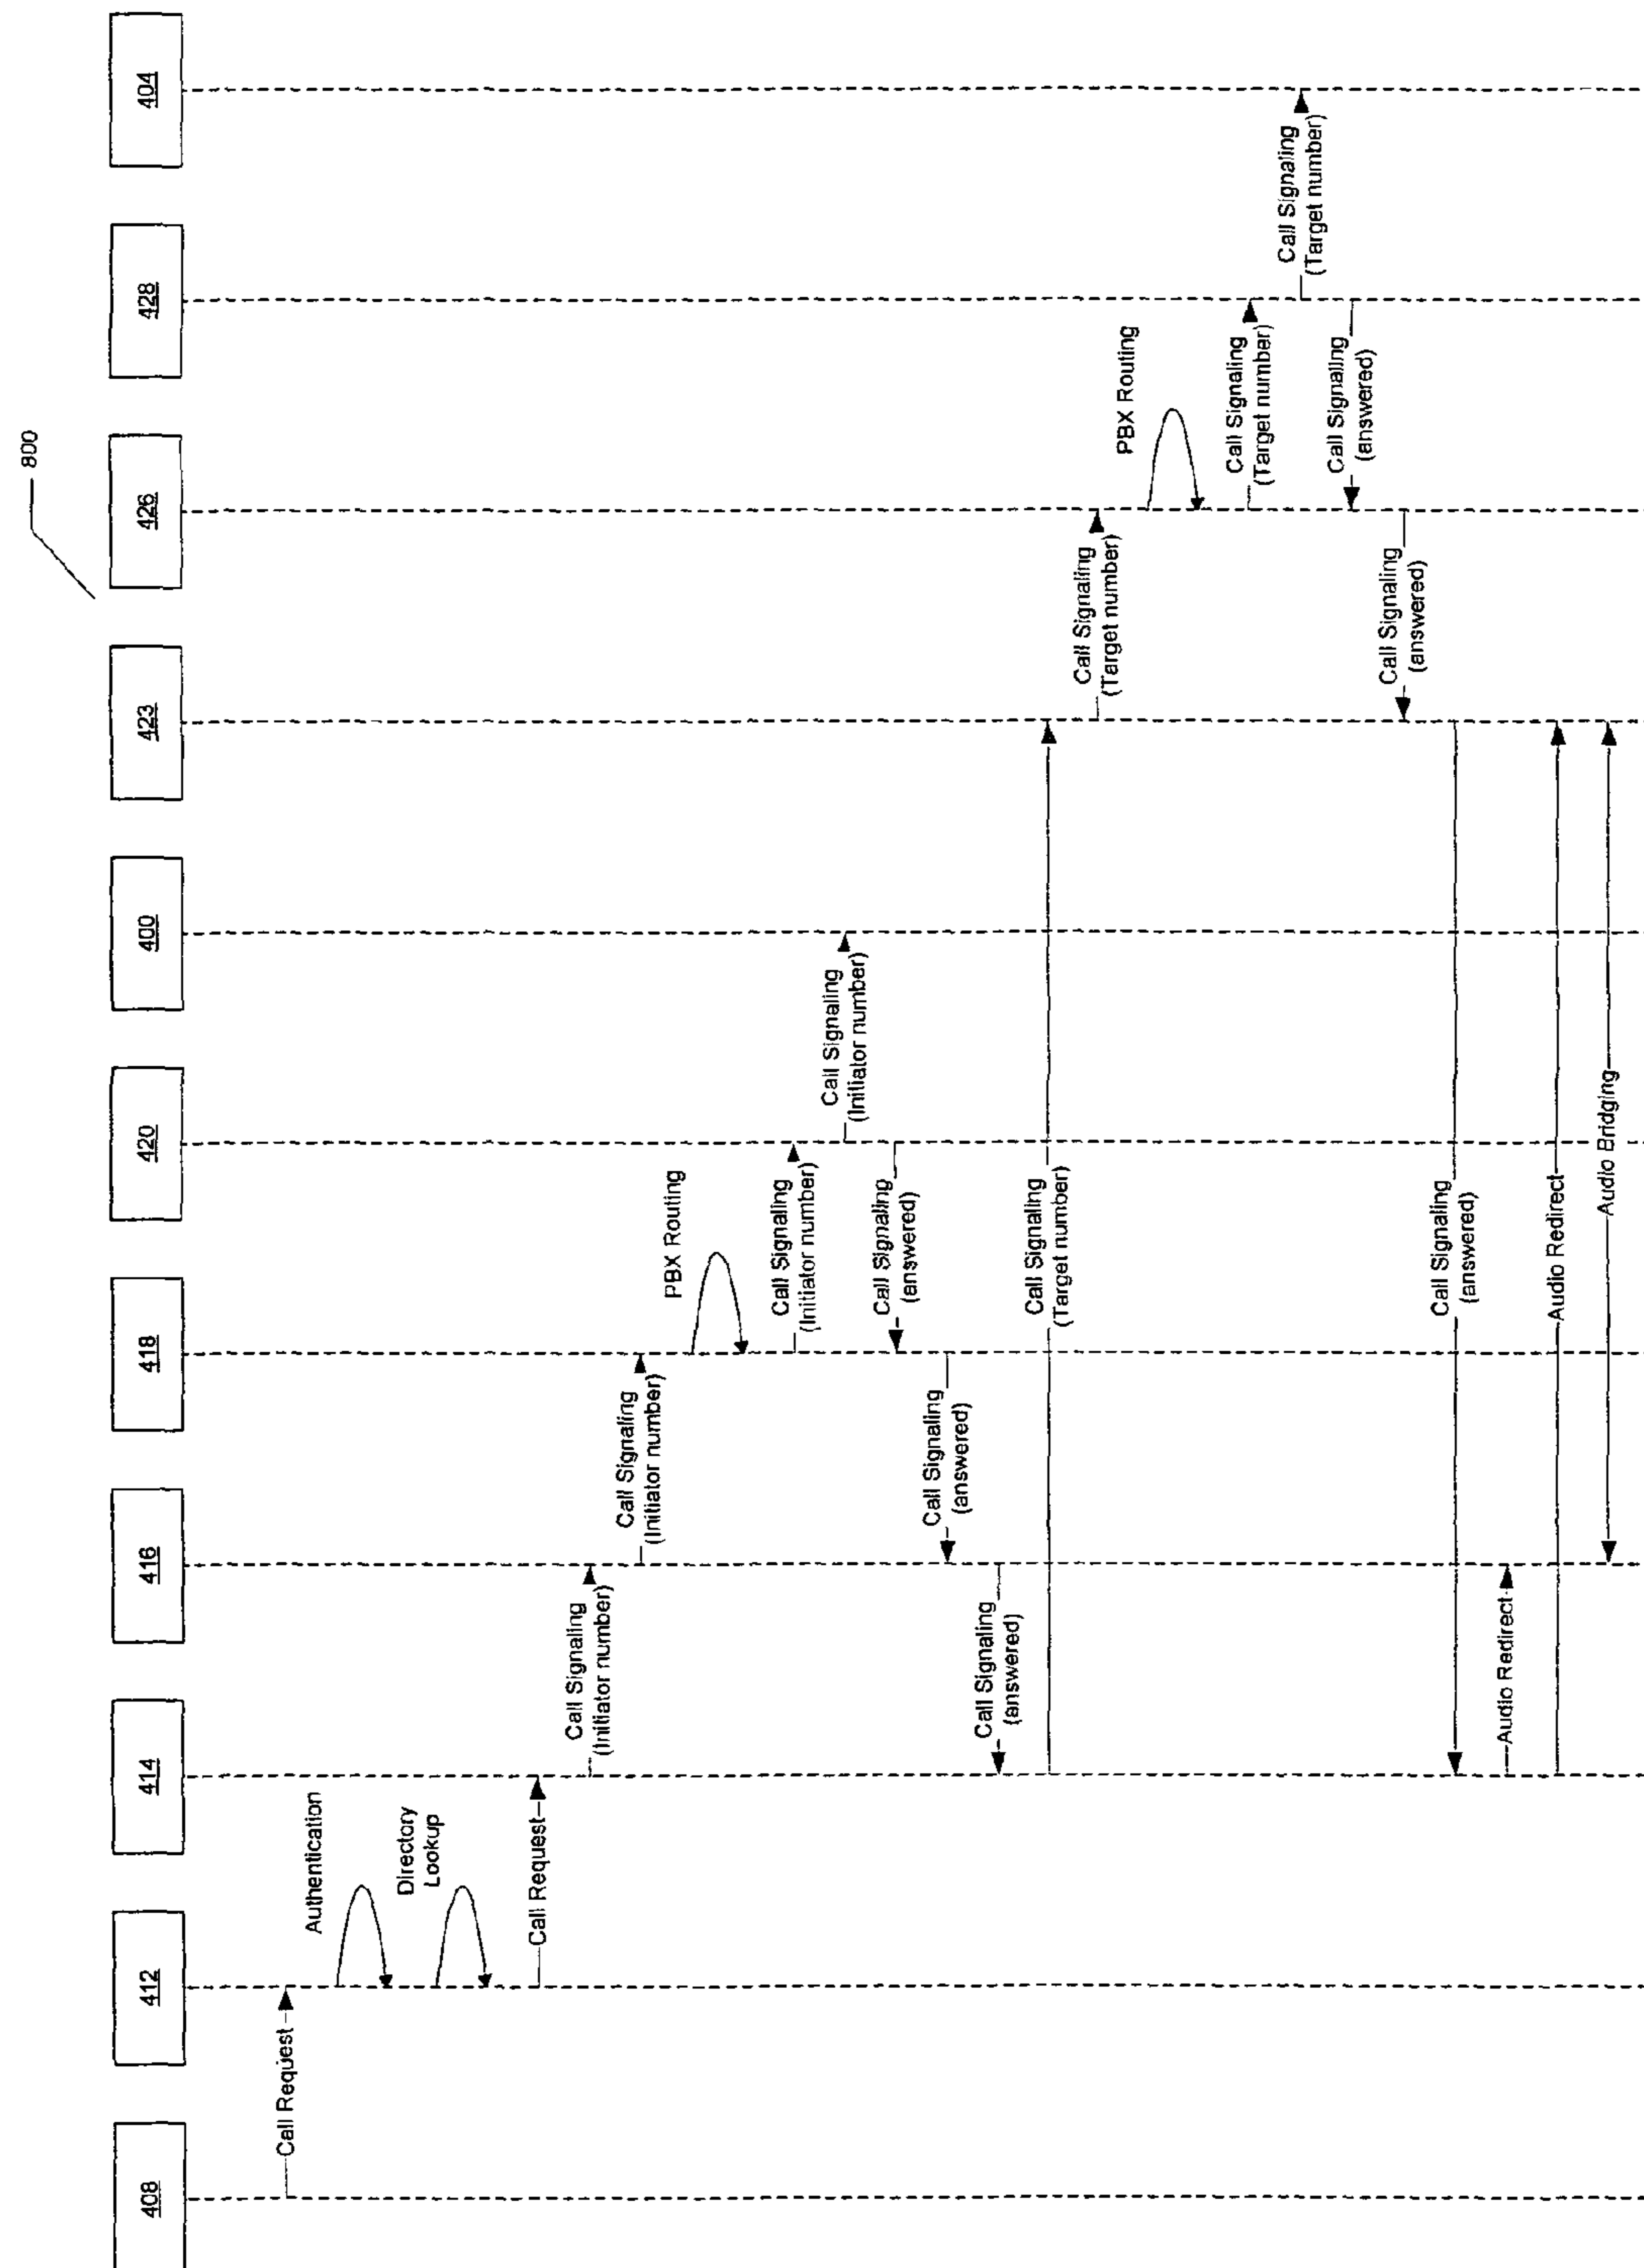 800
408
412
414
416
418
420
400
423
426
428
404
Call Request
Authentication
Directory
Lookup
Call Request
Call Signaling
(Initiator number)
Call Signaling
(Initiator number)
PBX Routing
Call Signaling
(Initiator number)
Call Signaling
(Initiator number)
Call Signaling
(answered)
Call Signaling
(answered)
Call Signaling
(answered)
Call Signaling
(Target number)
Call Signaling
(Target number)
PBX Routing
Call Signaling
(Target number)
Call Signaling
(Target number)
Call Signaling
(answered)
Call Signaling
(answered)
Call Signaling
(answered)
Audio Redirect
Audio Redirect
Audio Bridging